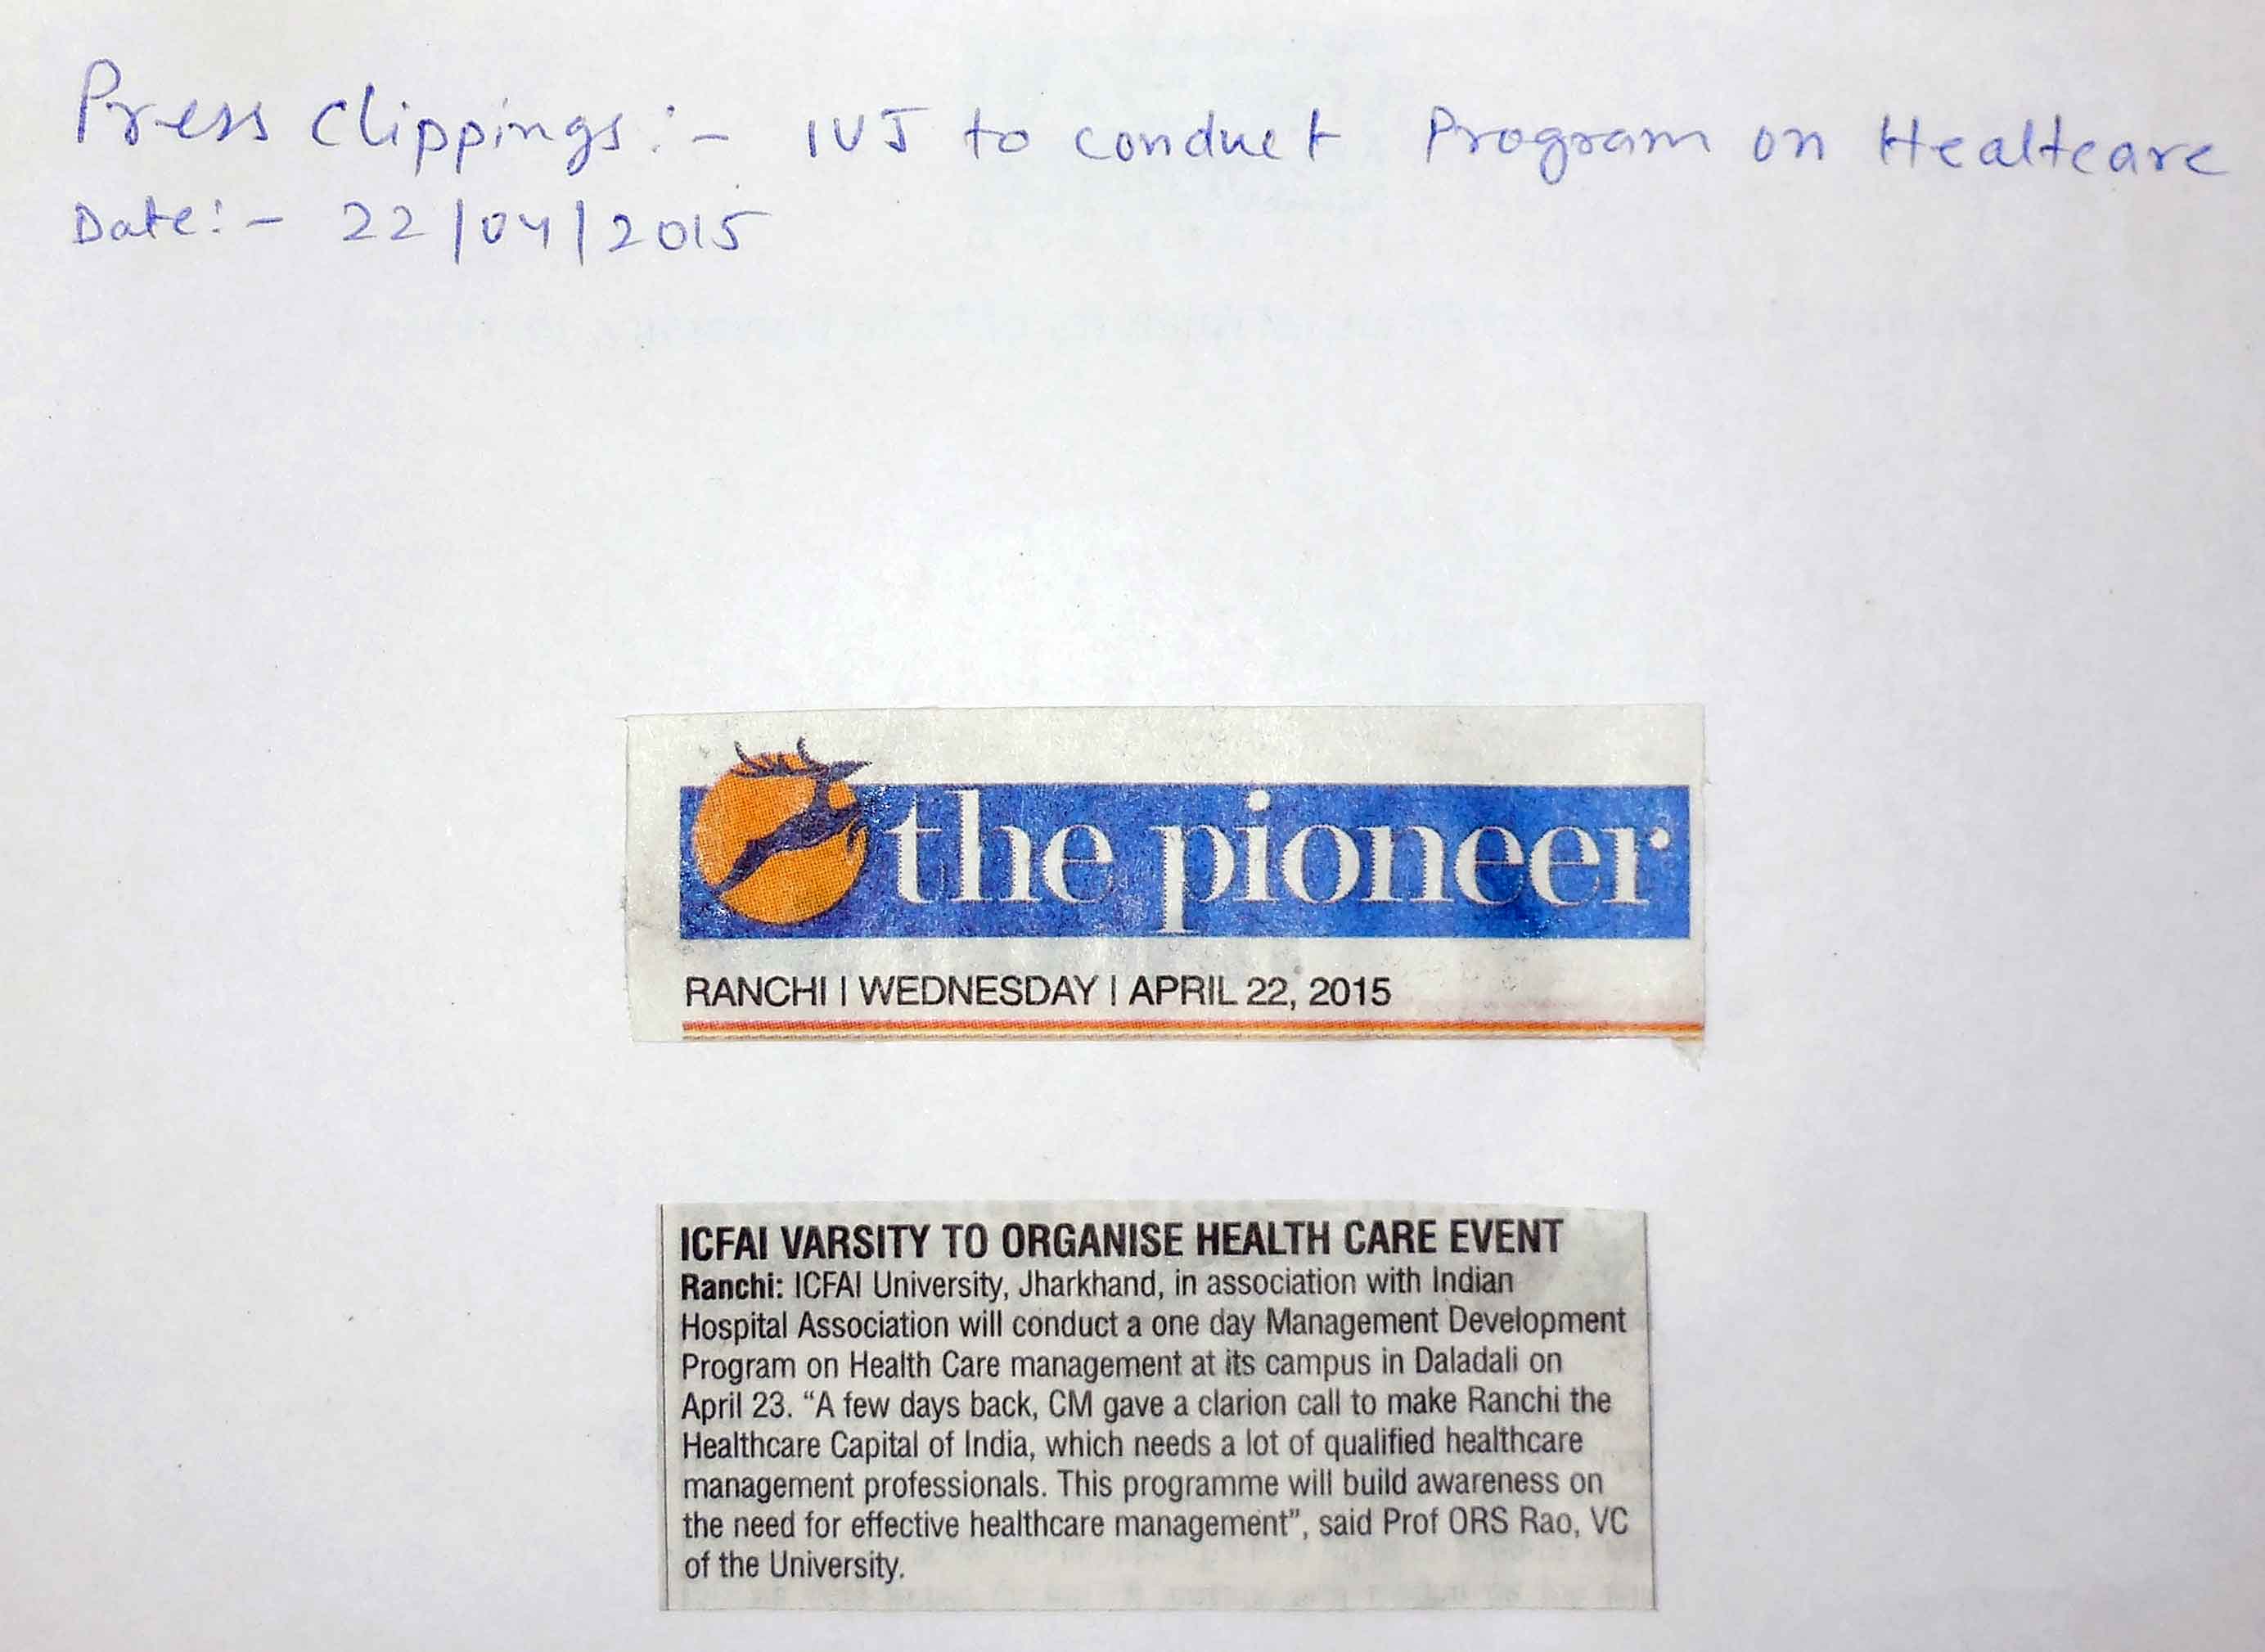 Press Clippings:- IUJ to conduct Program on Healtcare
Date:- 22/04/2015
the pioneer
RANCHI | WEDNESDAY | APRIL 22, 2015
ICFAI VARSITY TO ORGANISE HEALTH CARE EVENT
Ranchi: ICFAI University, Jharkhand, in association with Indian
Hospital Association will conduct a one day Management Development
Program on Health Care management at its campus in Daladali on
April 23. “A few days back, CM gave a clarion call to make Ranchi the
Healthcare Capital of India, which needs a lot of qualified healthcare
management professionals. This programme will build awareness on
the need for effective healthcare management”, said Prof ORS Rao, VC
of the University.